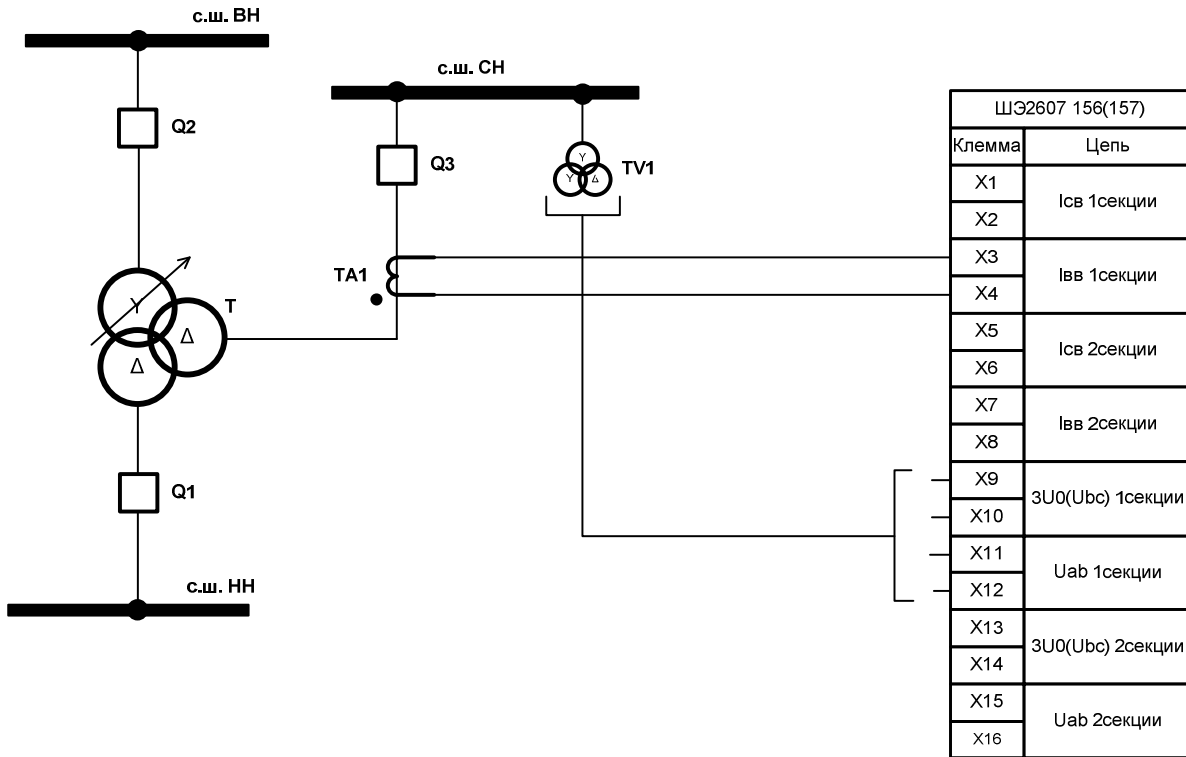 с.ш. ВН
Q2
с.ш. СН
Q3
Y
Y
Δ
TV1
TA1
Y
T
Δ
Δ
Q1
с.ш. НН
ШЭ2607 156(157)
Клемма Цепь
X1
X2
Iсв 1секции
X3
X4
Iвв 1секции
X5
X6
Iсв 2секции
X7
X8
Iвв 2секции
X9
X10
3U0(Ubc) 1секции
X11
X12
Uab 1секции
X13
X14
3U0(Ubc) 2секции
X15
X16
Uab 2секции